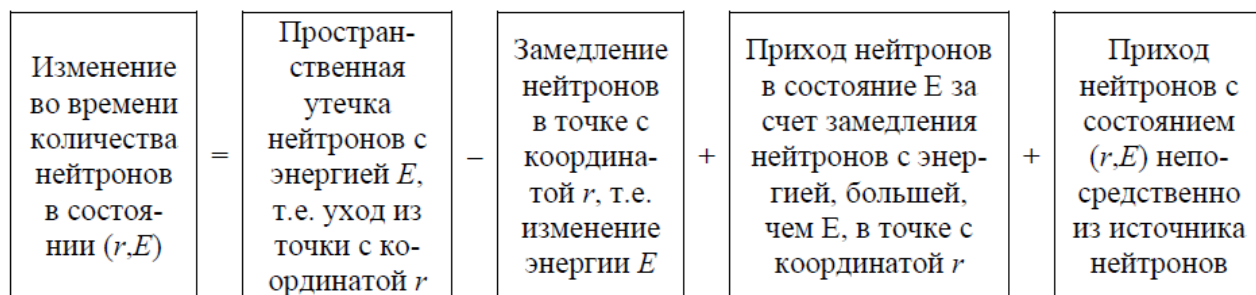 Изменение
во времени
количества
нейтронов
в состоя-
нии (r,E)
=
Простран-
ственная
утечка
нейтронов с
энергией E,
т.е. уход из
точки с ко-
ординатой r
–
Замедление
нейтронов
в точке с
координа-
той r, т.е.
изменение
энергии E
+
Приход нейтронов
в состояние E за
счет замедления
нейтронов с энер-
гией, большей,
чем E, в точке с
координатой r
+
Приход
нейтронов с
состоянием
(r,E) непо-
средственно
из источника
нейтронов